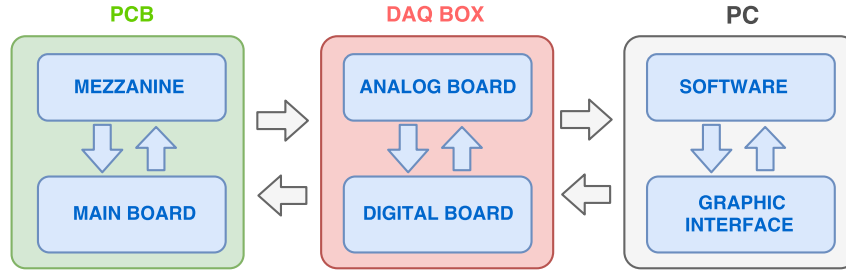 PCB
DAQ BOX
PC
MEZZANINE
ANALOG BOARD
SOFTWARE
MAIN BOARD
DIGITAL BOARD
GRAPHIC
INTERFACE